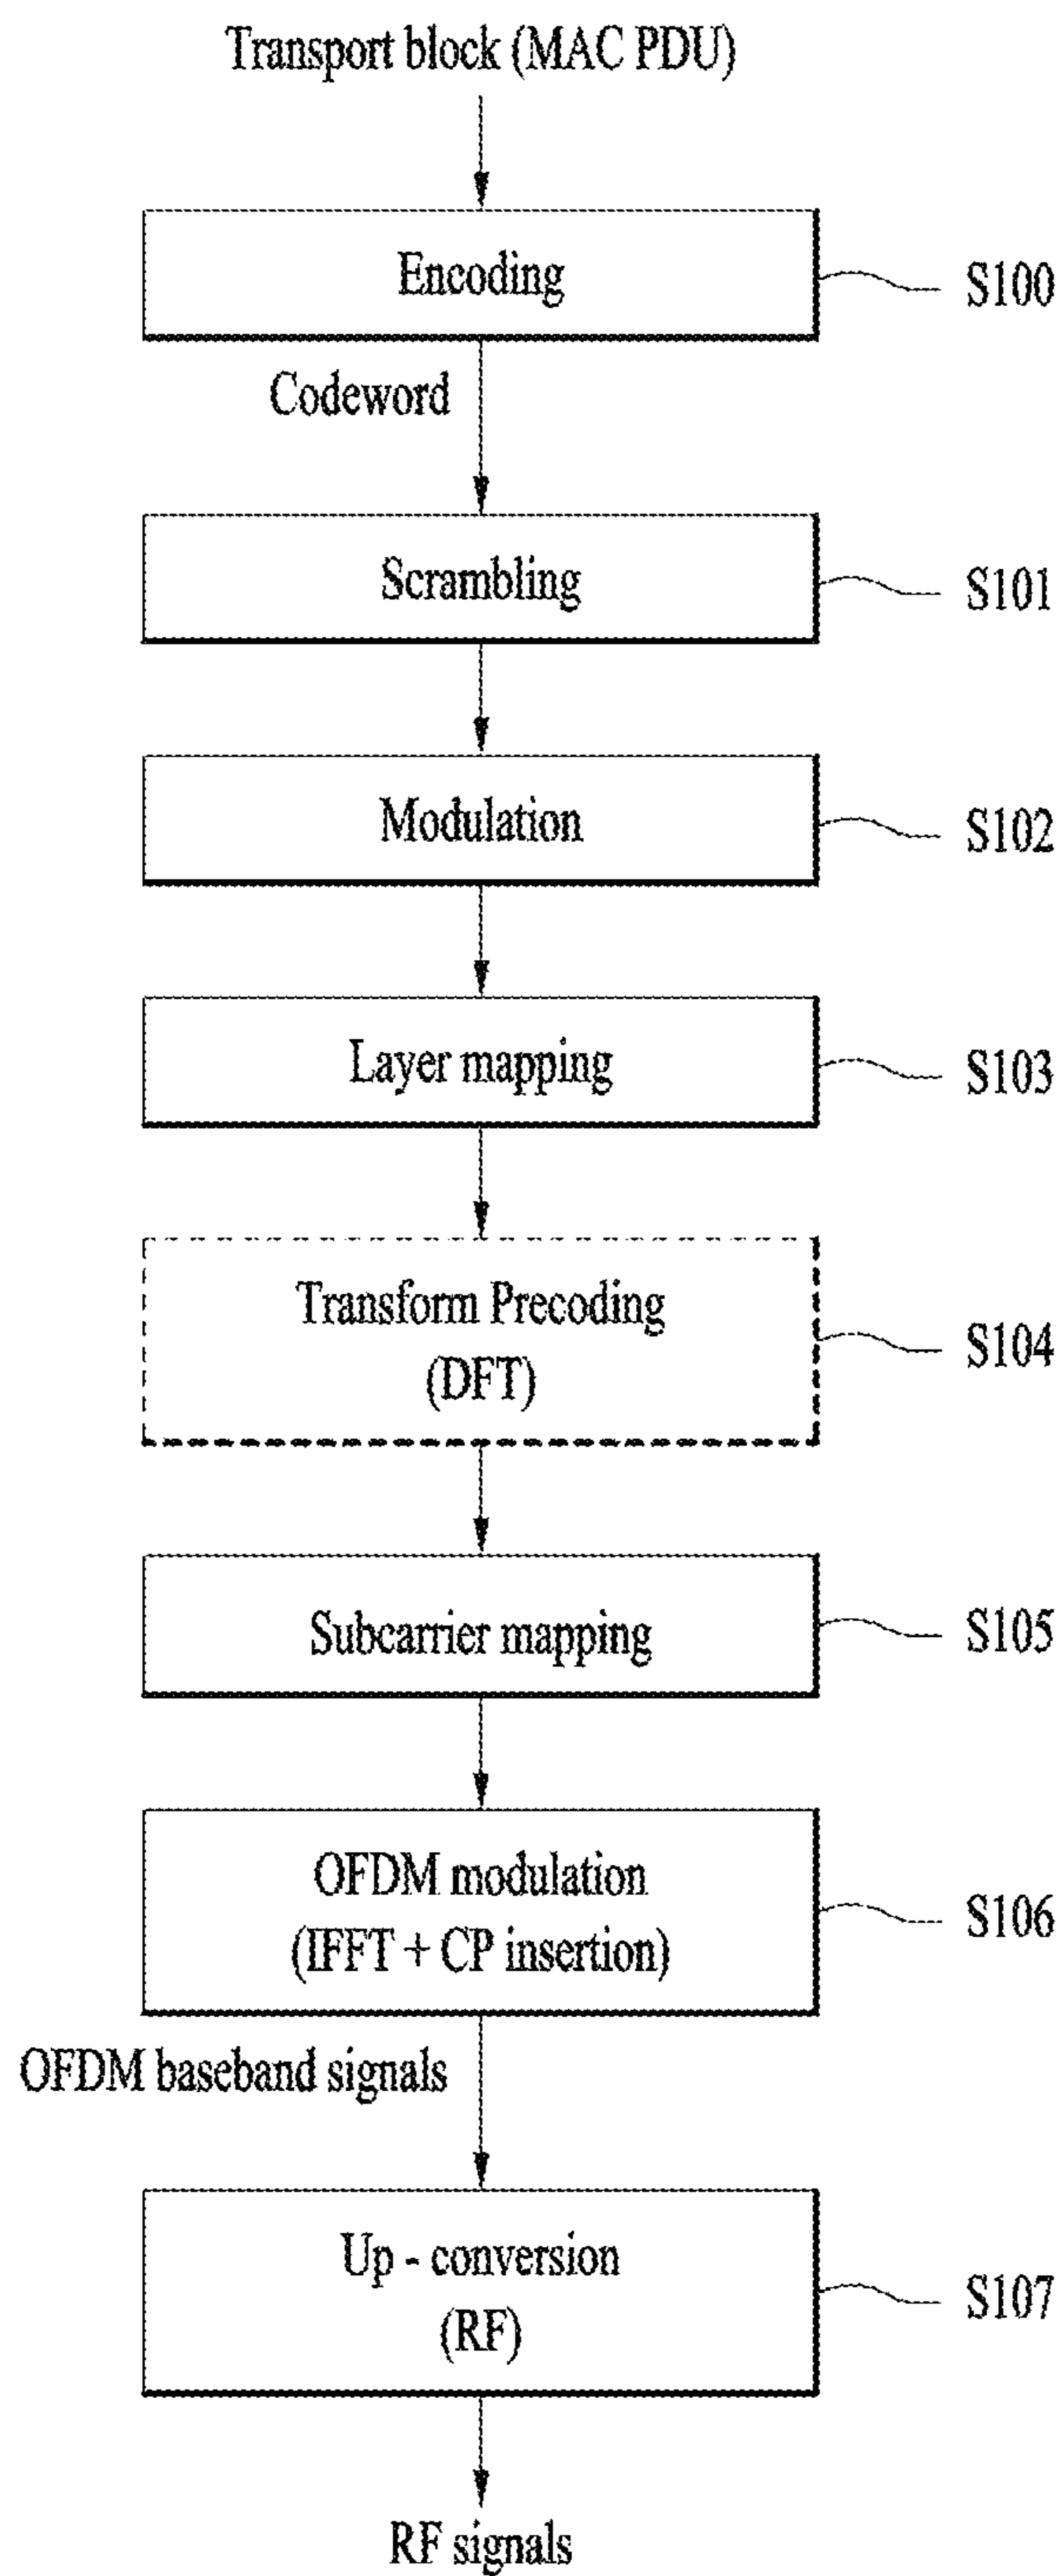 Transport block (MAC PDU)
Encoding
S100
Codeword
Scrambling
S101
Modulation
S102
Layer mapping
S103
Transform Precoding
(DFT)
S104
Subcarrier mapping
S105
OFDM modulation
(IFFT + CP insertion)
S106
OFDM baseband signals
Up - conversion
(RF)
S107
RF signals